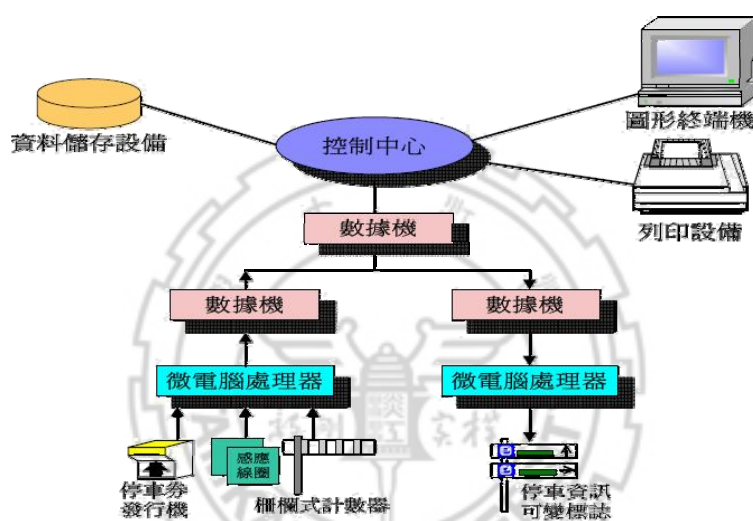 資料儲存設備
控制中心
圖形終端機
列印設備
數據機
數據機
數據機
微電腦處理器
微電腦處理器
停車券
發行機
感應
線圈
柵欄式計數器
停車資訊
可變標誌